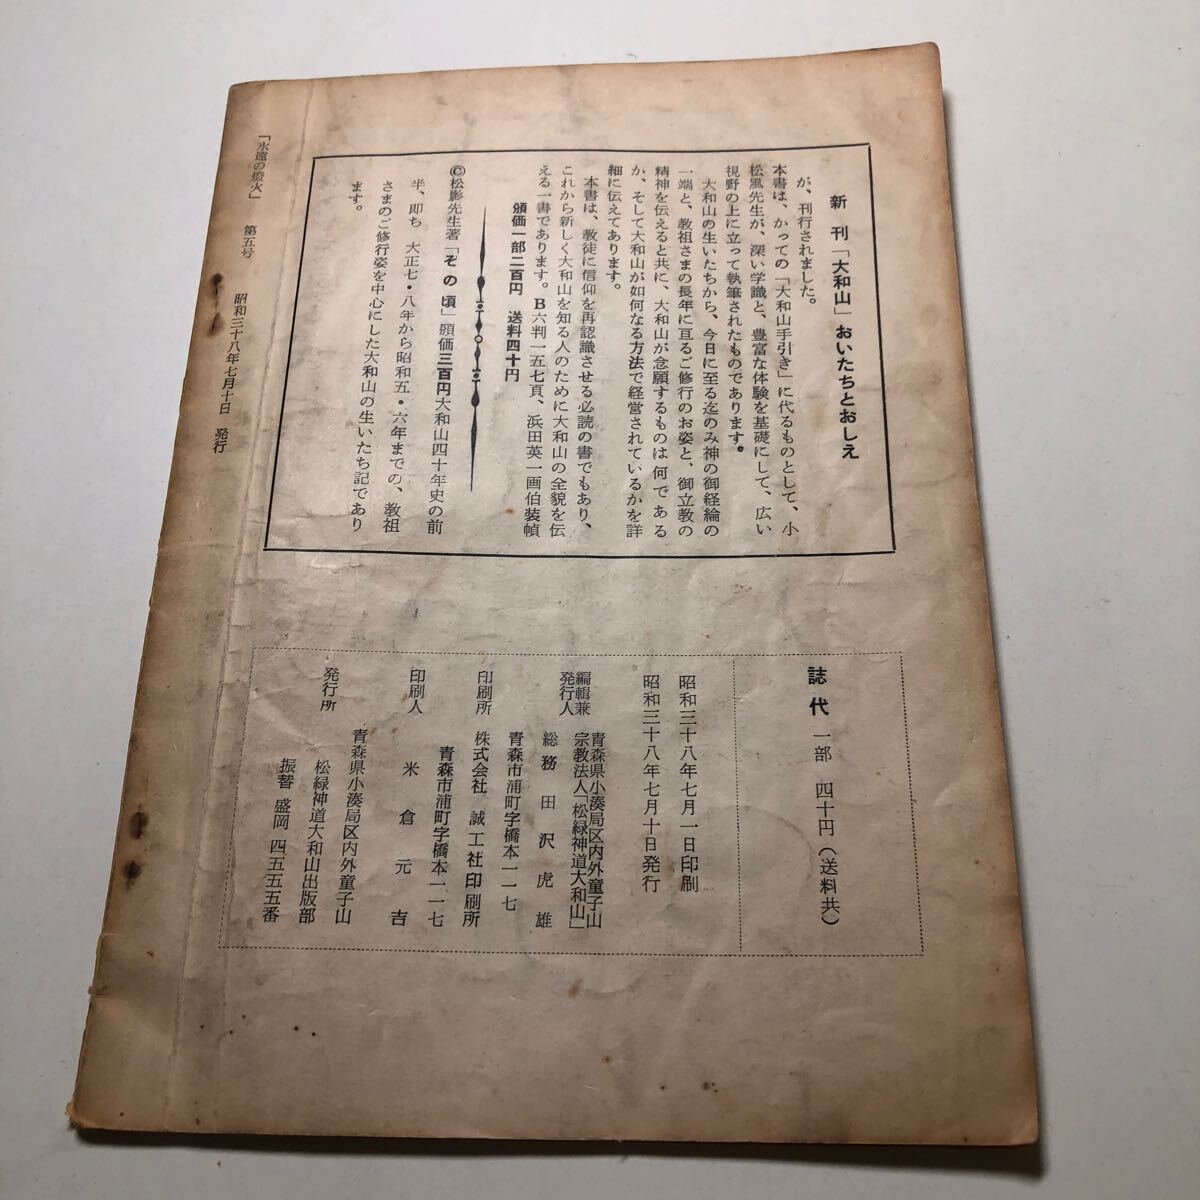 新刊「大和山」おいたちとおしえ
が、刊行されました。
本書は、かっての「大和山手引き」に代るものとして、小
松風先生が、深い学識と、豊富な体験を基礎にして、広い
視野の上に立って執筆されたものであります。
大和山の生いたちから、今日に至る迄のみ神の御経綸の
一端と、教祖さまの長年に亘るご修行のお姿と、御立教の
精神を伝えると共に、大和山が念願するものは何である
か、そして大和山が如何なる方法で経営されているかを詳
細に伝えてあります。
本書は、教徒に信仰を再認識させる必読の書でもあり、
これから新しく大和山を知る人のために大和山の全貌を伝
える一書であります。B六判一五七頁、浜田英一画伯装幀
頒価一部二百円 送料四十円
©松影先生著「その頃」頒価三百円大和山四十年史の前
半、即ち 大正七・八年から昭和五・六年までの、教祖
さまのご修行姿を中心にした大和山の生いたち記であり
ます。
誌代 一部 四十円(送料共)
昭和三十八年七月一日印刷
昭和三十八年七月十日発行
編輯兼発行人
青森県小湊局区内外童子山
宗教法人「松緑神道大和山」
総務 田沢虎雄
青森市浦町字橋本一一七
印刷所 株式会社 誠工社印刷所
青森市浦町字橋本一一七
印刷人 米倉元吉
青森県小湊局区内外童子山
発行所 松緑神道大和山出版部
振替 盛岡 四五五五番
「永遠の燈火」 第五号 昭和三十八年七月十日 発行